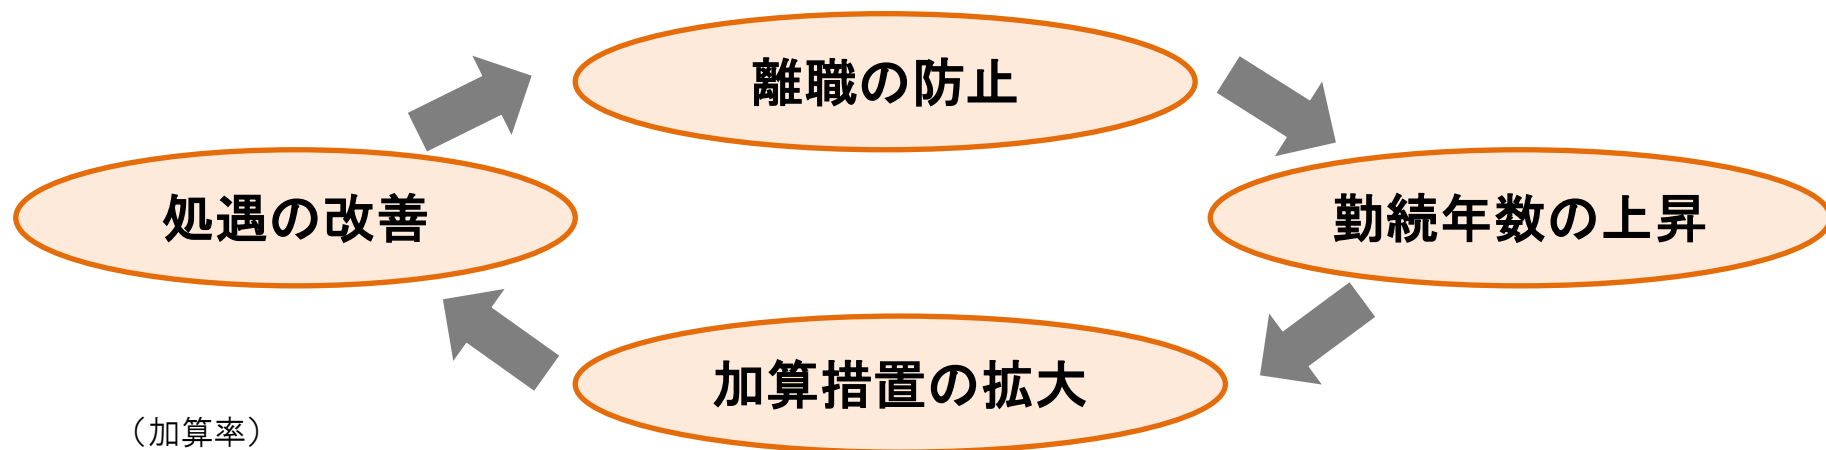 離職の防止
処遇の改善
勤続年数の上昇
加算措置の拡大
（加算率）